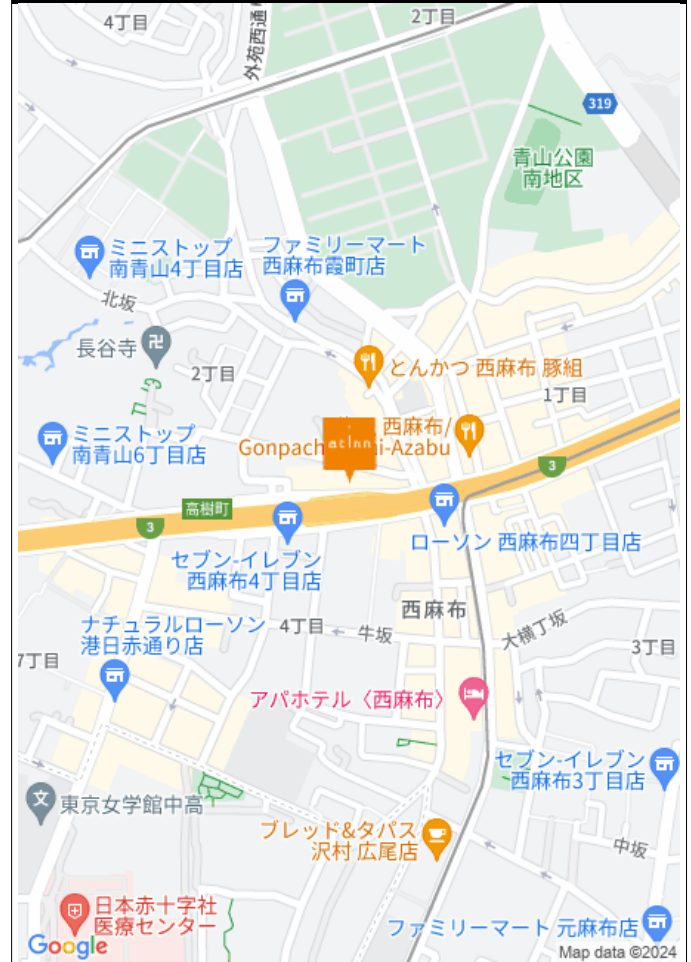 4丁目
2丁目
外苑西通
319
青山公園
南地区
ミニストップ
南青山4丁目店
ファミリーマート
西麻布霞町店
北坂
長谷寺
2丁目
とんかつ 西麻布 豚組
1丁目
ミニストップ
南青山6丁目店
西麻布/
Gonpach
i-Azabu
at Inn
3
高樹町
3
セブン-イレブン
西麻布4丁目店
ローソン 西麻布四丁目店
西麻布
ナチュラルローソン
港日赤通り店
4丁目
牛坂
大横丁坂
3丁目
7丁目
アパホテル〈西麻布〉
セブン-イレブン
西麻布3丁目店
文
東京女学館中高
ブレッド&タパス
沢村 広尾店
中坂
日本赤十字社
医療センター
ファミリーマート 元麻布店
Google
Map data ©2024